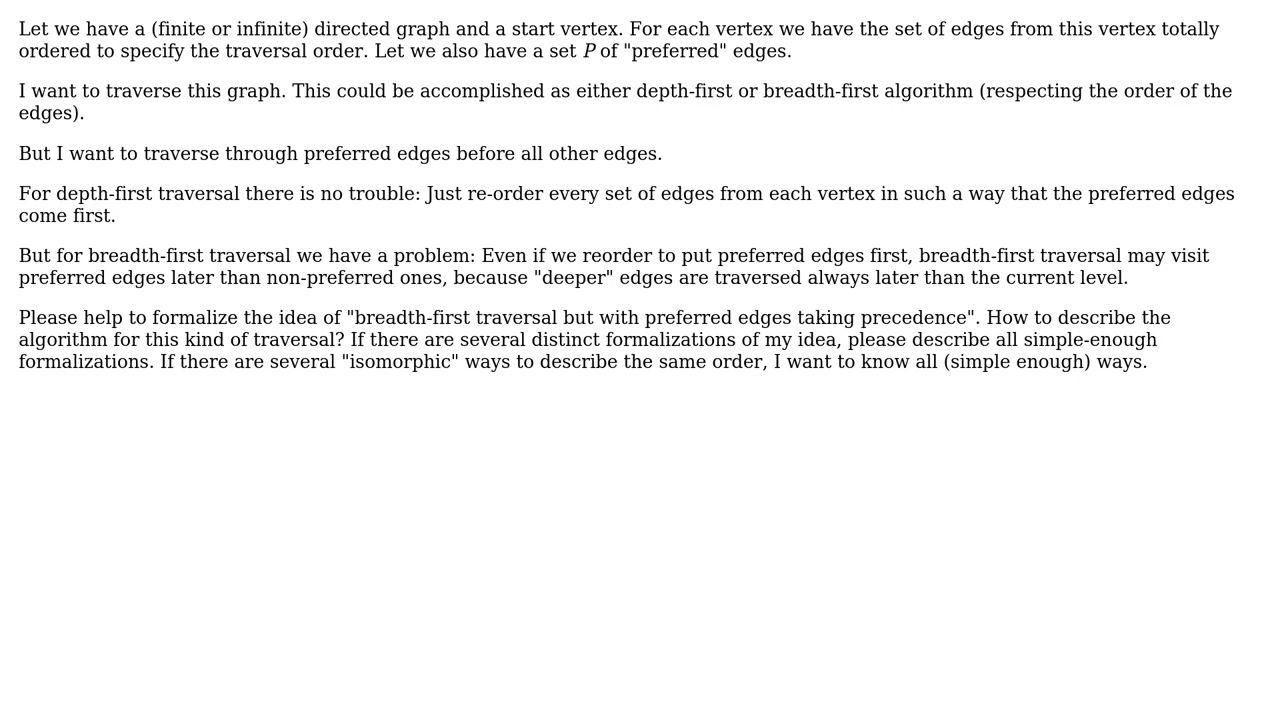 Let we have a (finite or infinite) directed graph and a start vertex. For each vertex we have the set of edges from this vertex totally
ordered to specify the traversal order. Let we also have a set P of "preferred" edges.
I want to traverse this graph. This could be accomplished as either depth-first or breadth-first algorithm (respecting the order of the
edges).
But I want to traverse through preferred edges before all other edges.
For depth-first traversal there is no trouble: Just re-order every set of edges from each vertex in such a way that the preferred edges
come first.
But for breadth-first traversal we have a problem: Even if we reorder to put preferred edges first, breadth-first traversal may visit
preferred edges later than non-preferred ones, because "deeper" edges are traversed always later than the current level.
Please help to formalize the idea of "breadth-first traversal but with preferred edges taking precedence". How to describe the
algorithm for this kind of traversal? If there are several distinct formalizations of my idea, please describe all simple-enough
formalizations. If there are several "isomorphic" ways to describe the same order, I want to know all (simple enough) ways.